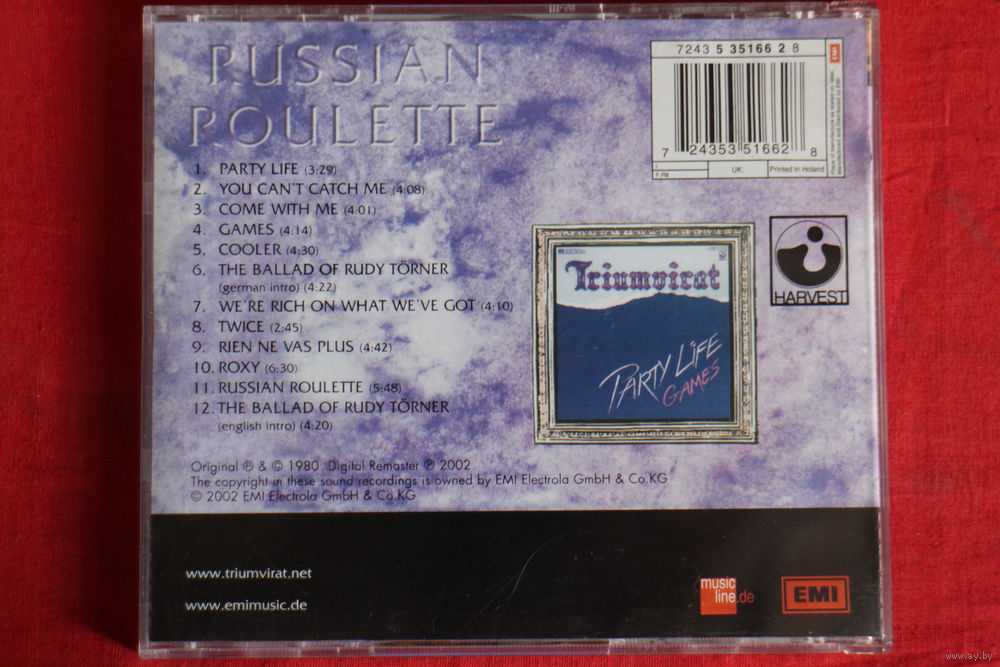 RUSSIAN
ROULETTE
1. PARTY LIFE (3:29)
2. YOU CAN'T CATCH ME (4:08)
3. COME WITH ME (4:01)
4. GAMES (4:14)
5. COOLER (4:30)
6. THE BALLAD OF RUDY TÖRNER
(german intro) (4:22)
7. WE'RE RICH ON WHAT WE'VE GOT (4:10)
8. TWICE (2:45)
9. RIEN NE VAS PLUS (4:42)
10. ROXY (6:30)
11. RUSSIAN ROULETTE (5:48)
12. THE BALLAD OF RUDY TÖRNER
(english intro) (4:20)
Original ℗ & © 1980 Digital Remaster ℗ 2002
The copyright in these sound recordings is owned by EMI Electrola GmbH & Co.KG
© 2002 EMI Electrola GmbH & Co.KG
7243 5 35166 2 8
7 24353 51662 8
UK:
Printed in Holand
EMI
Triumvirat
PARTY LiFE
GAMES
HARVEST
www.triumvirat.net
www.emimusic.de
music
line.de
EMI
www.ay.by